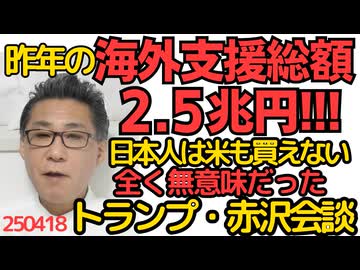 昨年の海外支援総額
2.5兆円!!!
日本人は米も買えない
全く無意味だった
250418
トランプ・赤沢会談